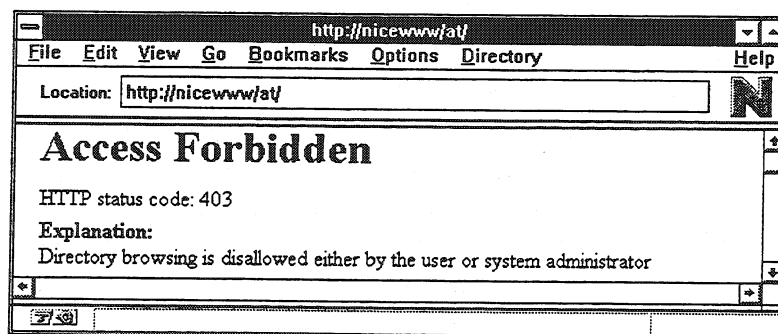 http://nicewww/at/
File Edit View Go Bookmarks Options Directory Help
Location: http://nicewww/at/
N
Access Forbidden
HTTP status code: 403
Explanation:
Directory browsing is disallowed either by the user or system administrator